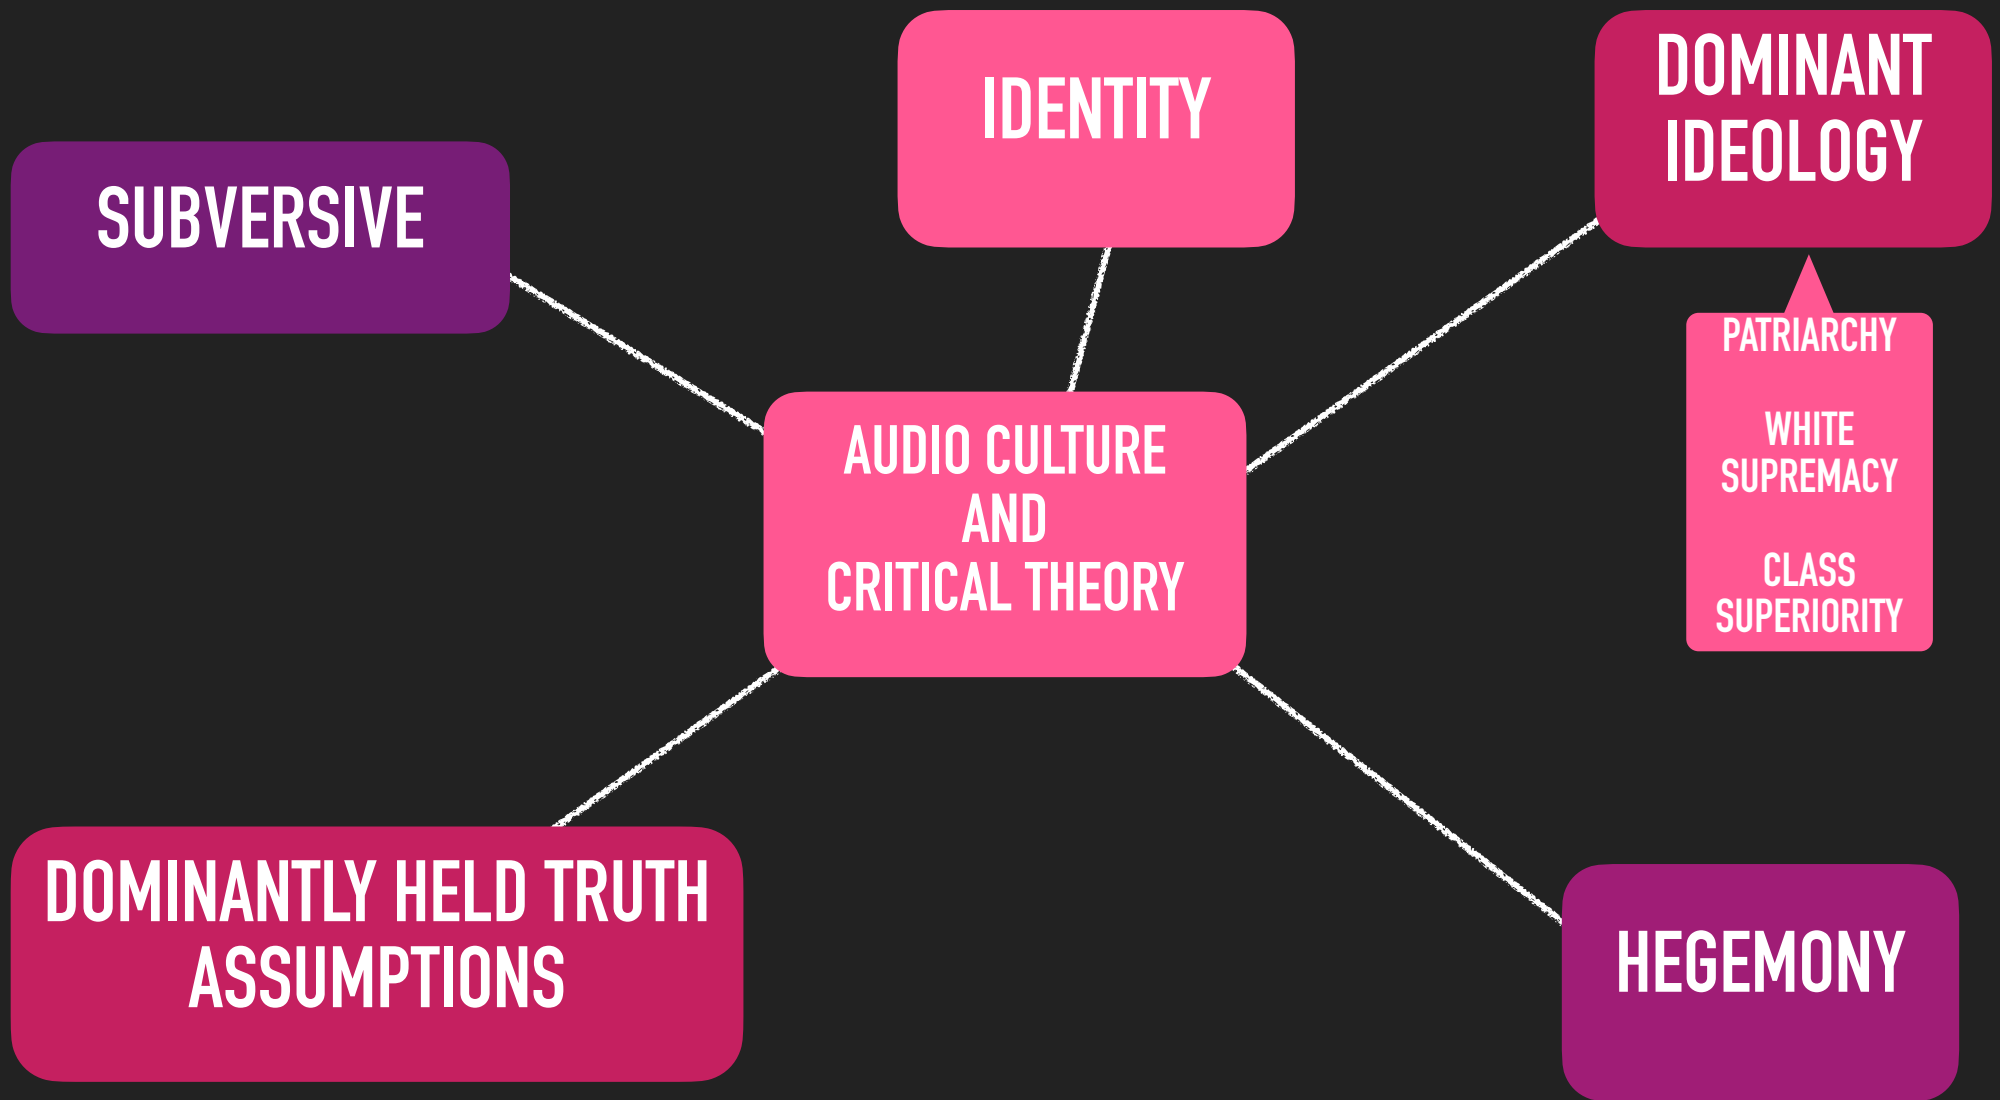 IDENTITY
DOMINANT
IDEOLOGY
SUBVERSIVE
PATRIARCHY
WHITE
SUPREMACY
CLASS
SUPERIORITY
AUDIO CULTURE
AND
CRITICAL THEORY
DOMINANTLY HELD TRUTH
ASSUMPTIONS
HEGEMONY